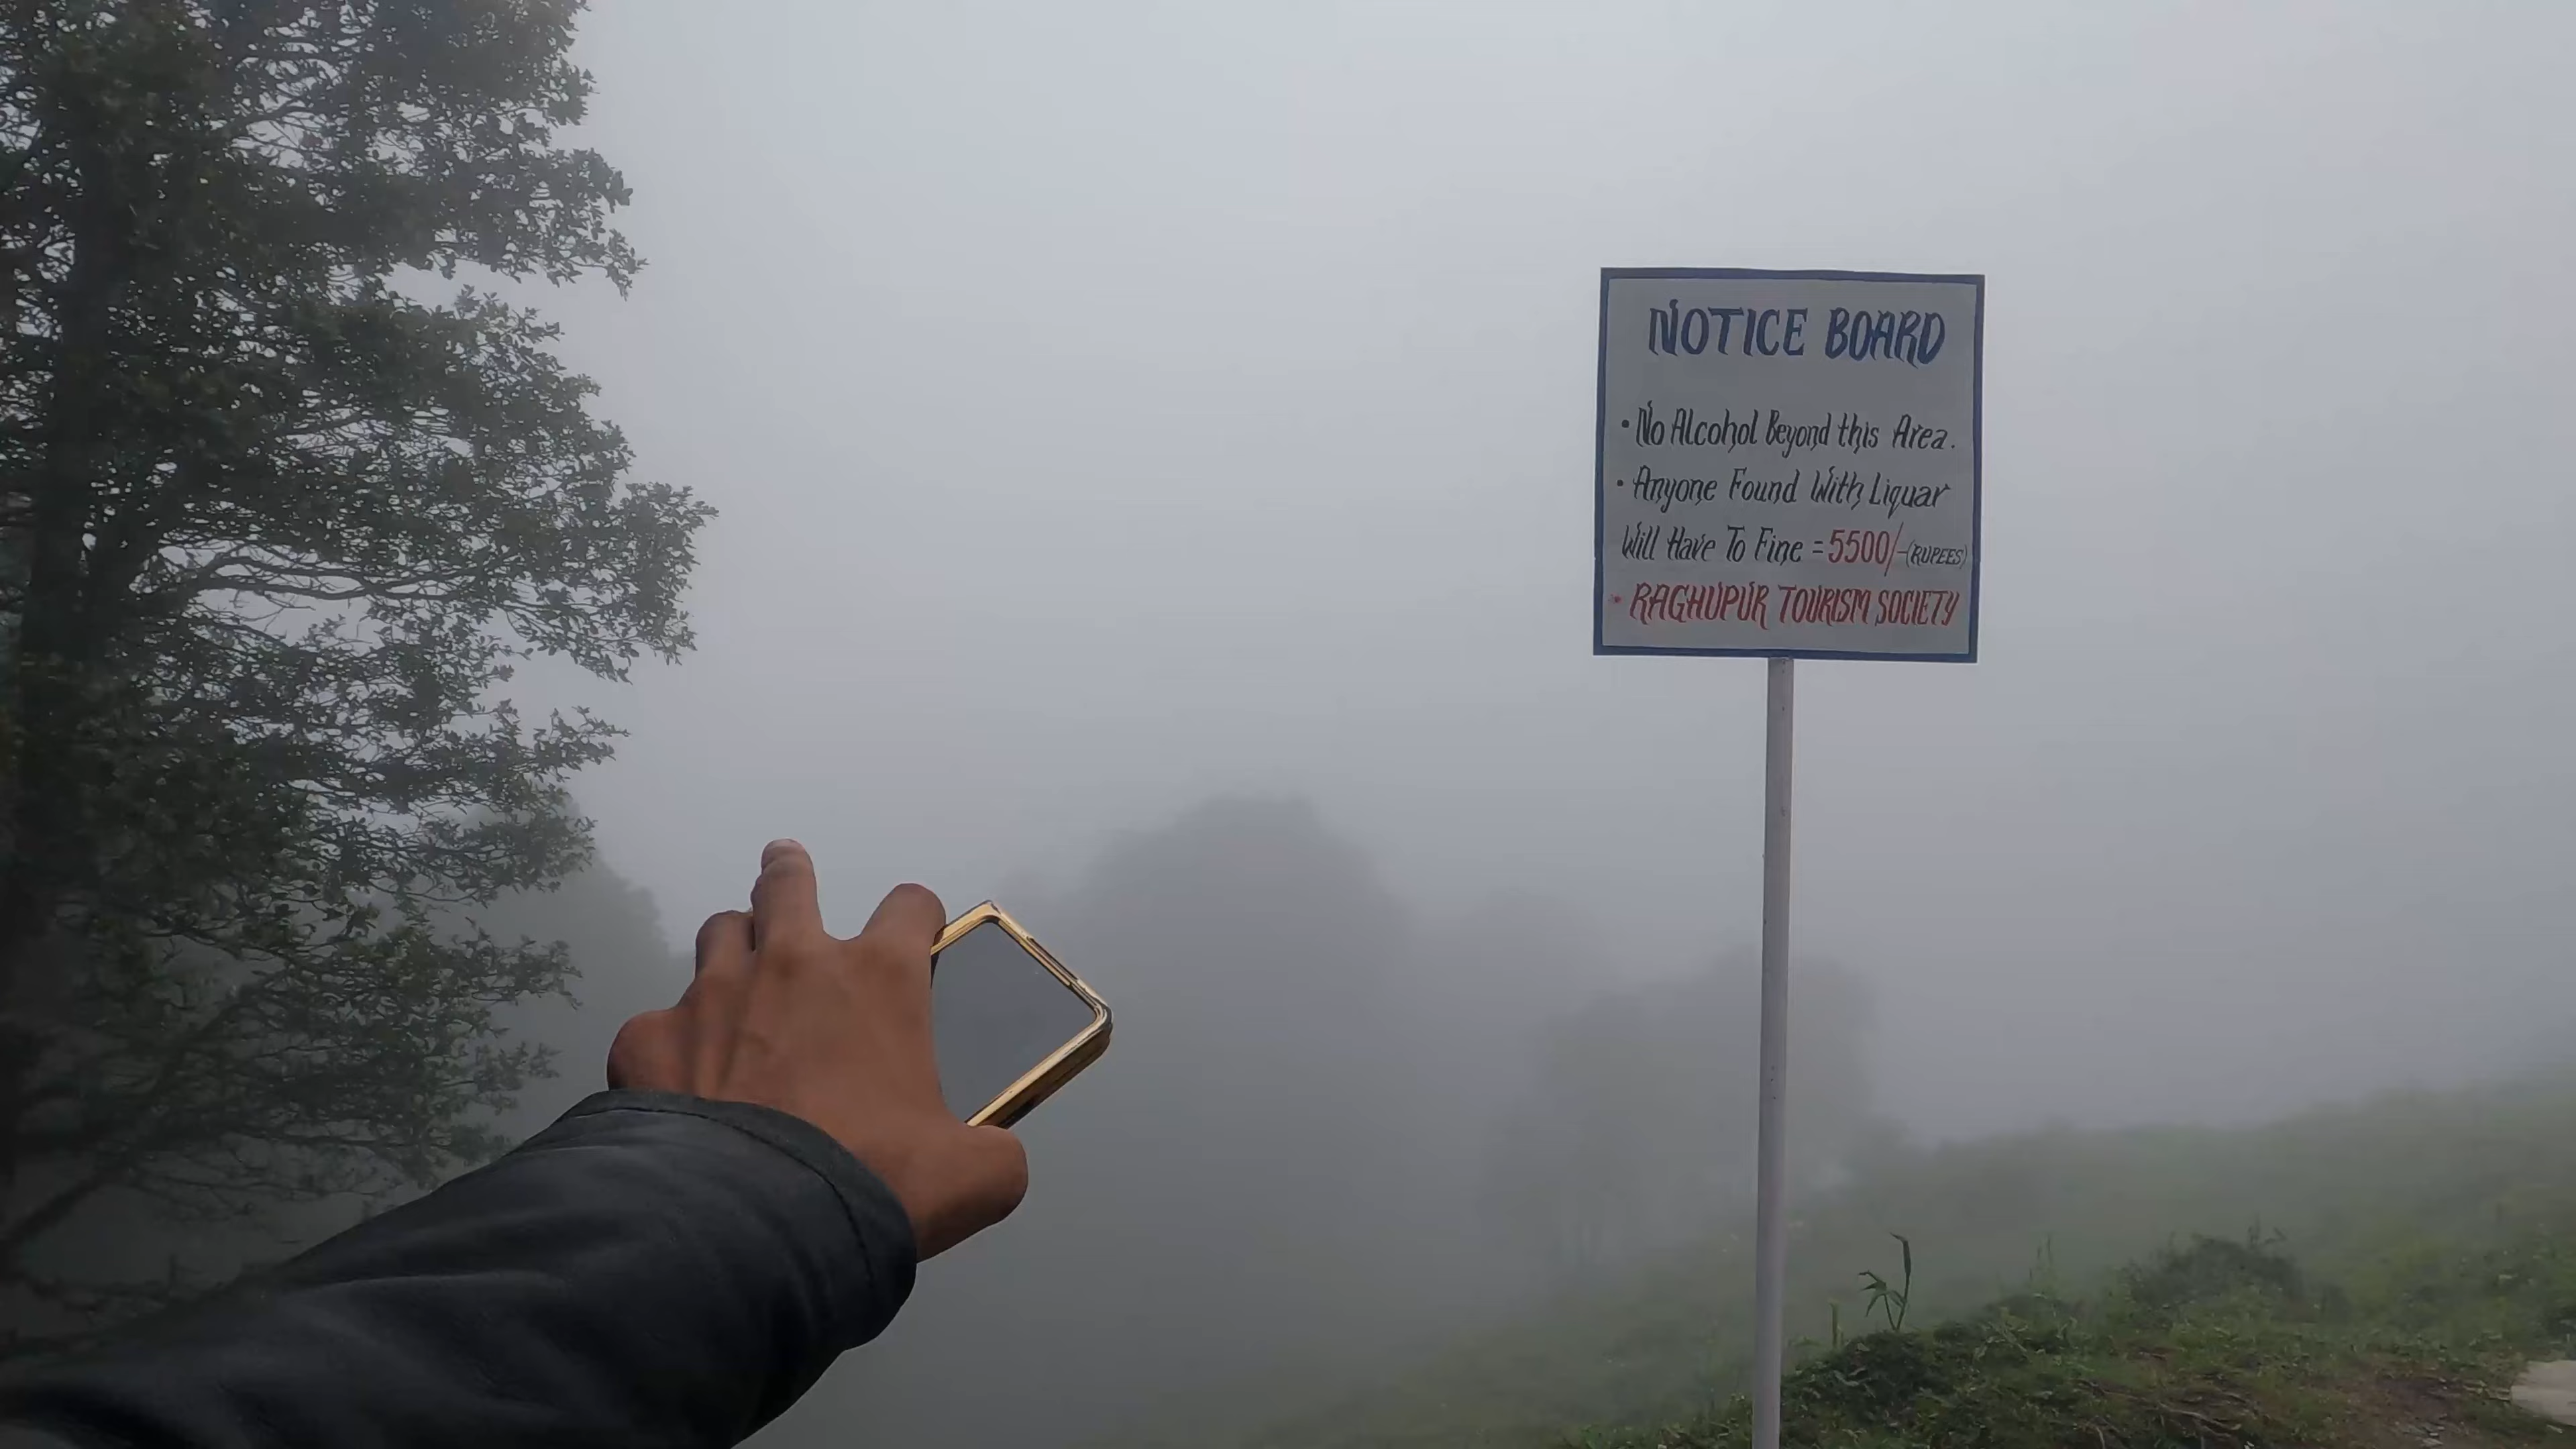 NOTICE BOARD
• No Alcohol Beyond this Area.
• Anyone Found With Liquar
Will Have To Fine = 5500/-(RUPEES)
* RAGHUPUR TOURISM SOCIETY